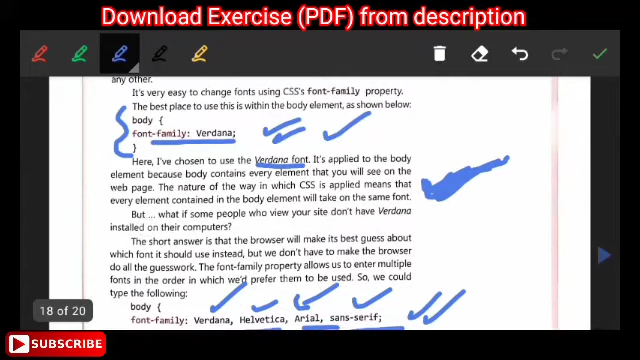 Download Exercise (PDF) from description
any other.
It's very easy to change fonts using CSS's font-family property.
The best place to use this is within the body element, as shown below:
body {
font-family: Verdana;
}
Here, I've chosen to use the Verdana font. It's applied to the body
element because body contains every element that you will see on the
web page. The nature of the way in which CSS is applied means that
every element contained in the body element will take on the same font.
But ... what if some people who view your site don't have Verdana
installed on their computers?
The short answer is that the browser will make its best guess about
which font it should use instead, but we don't have to make the browser
do all the guesswork. The font-family property allows us to enter multiple
fonts in the order in which we'd prefer them to be used. So, we could
type the following:
18 of 20
body {
font-family: Verdana, Helvetica, Arial, sans-serif;
SUBSCRIBE